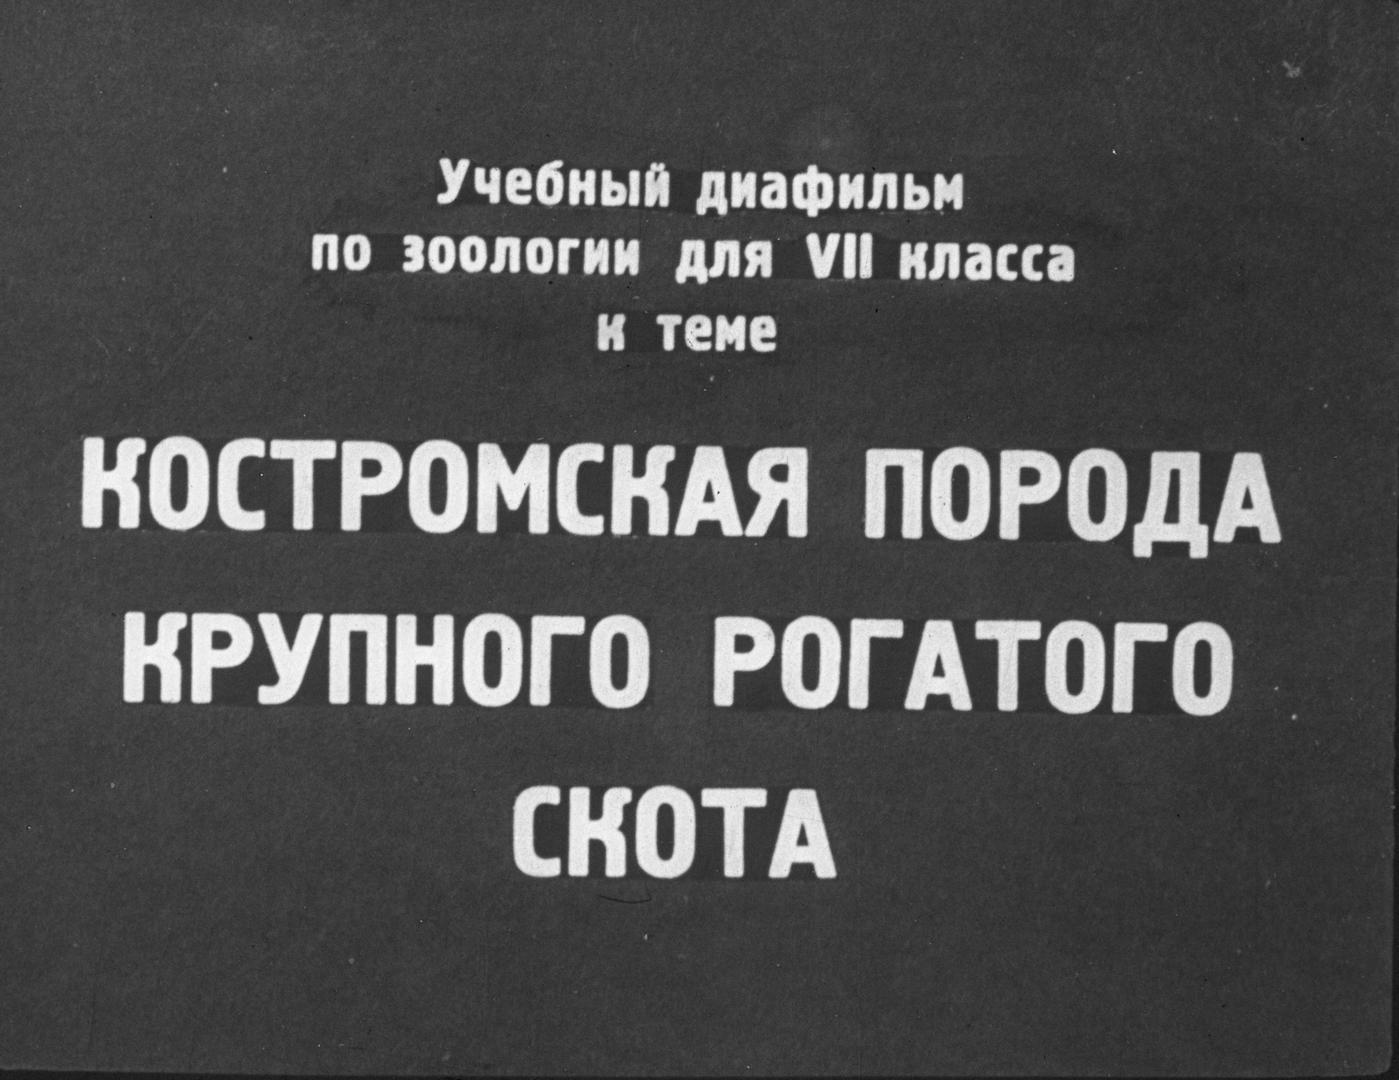 Учебный диафильм
по зоологии для VII класса
к теме
КОСТРОМСКАЯ ПОРОДА
КРУПНОГО РОГАТОГО
СКОТА